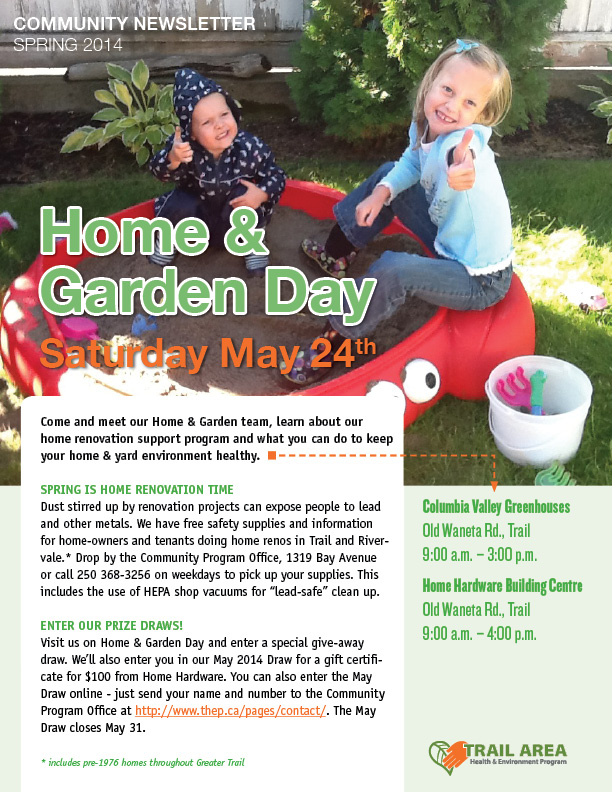 COMMUNITY NEWSLETTER
SPRING 2014
Home &
Garden Day
Saturday May 24th
Come and meet our Home & Garden team, learn about our
home renovation support program and what you can do to keep
your home & yard environment healthy.
SPRING IS HOME RENOVATION TIME
Dust stirred up by renovation projects can expose people to lead
and other metals. We have free safety supplies and information
for home-owners and tenants doing home renos in Trail and River-
vale.* Drop by the Community Program Office, 1319 Bay Avenue
or call 250 368-3256 on weekdays to pick up your supplies. This
includes the use of HEPA shop vacuums for “lead-safe” clean up.
ENTER OUR PRIZE DRAWS!
Visit us on Home & Garden Day and enter a special give-away
draw. We’ll also enter you in our May 2014 Draw for a gift certifi-
cate for $100 from Home Hardware. You can also enter the May
Draw online - just send your name and number to the Community
Program Office at http://www.thep.ca/pages/contact/. The May
Draw closes May 31.
* includes pre-1976 homes throughout Greater Trail
Columbia Valley Greenhouses
Old Waneta Rd., Trail
9:00 a.m. – 3:00 p.m.
Home Hardware Building Centre
Old Waneta Rd., Trail
9:00 a.m. – 4:00 p.m.
TRAIL AREA
Health & Environment Program